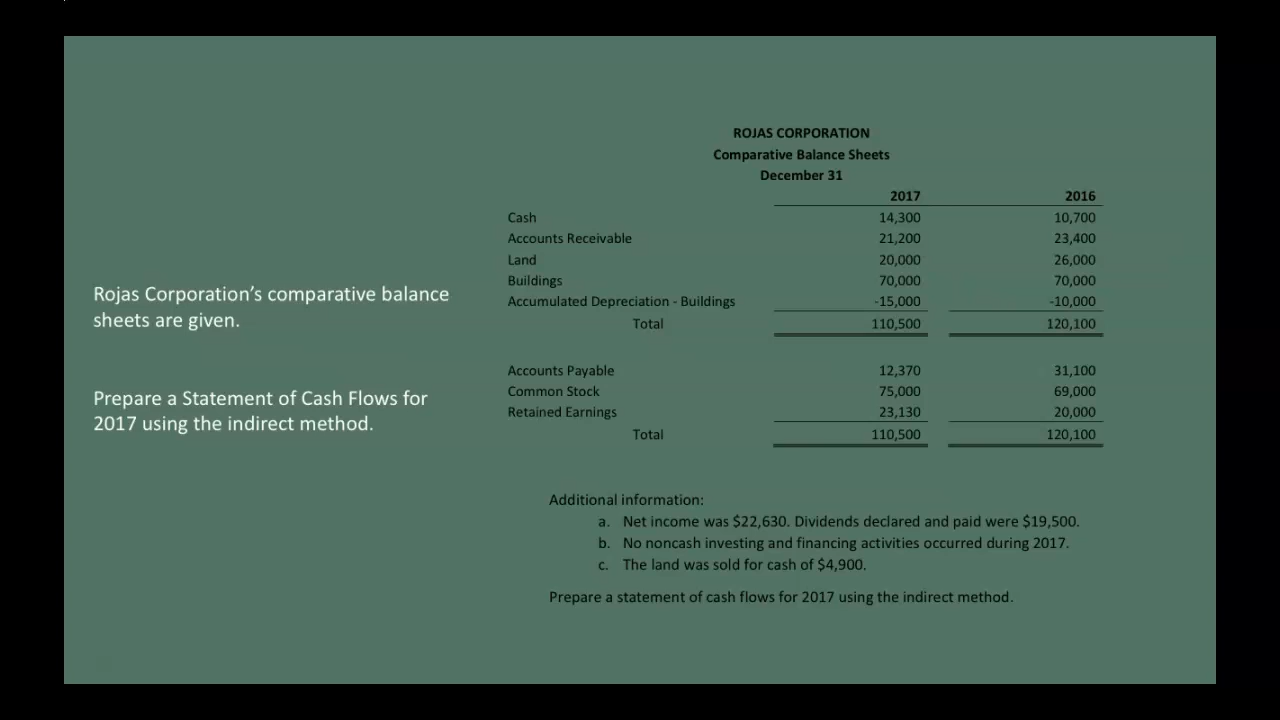 Rojas Corporation’s comparative balance
sheets are given.
Prepare a Statement of Cash Flows for
2017 using the indirect method.
ROJAS CORPORATION
Comparative Balance Sheets
December 31
2017 2016
Cash 14,300 10,700
Accounts Receivable 21,200 23,400
Land 20,000 26,000
Buildings 70,000 70,000
Accumulated Depreciation - Buildings -15,000 -10,000
Total 110,500 120,100
Accounts Payable 12,370 31,100
Common Stock 75,000 69,000
Retained Earnings 23,130 20,000
Total 110,500 120,100
Additional information:
a. Net income was $22,630. Dividends declared and paid were $19,500.
b. No noncash investing and financing activities occurred during 2017.
c. The land was sold for cash of $4,900.
Prepare a statement of cash flows for 2017 using the indirect method.